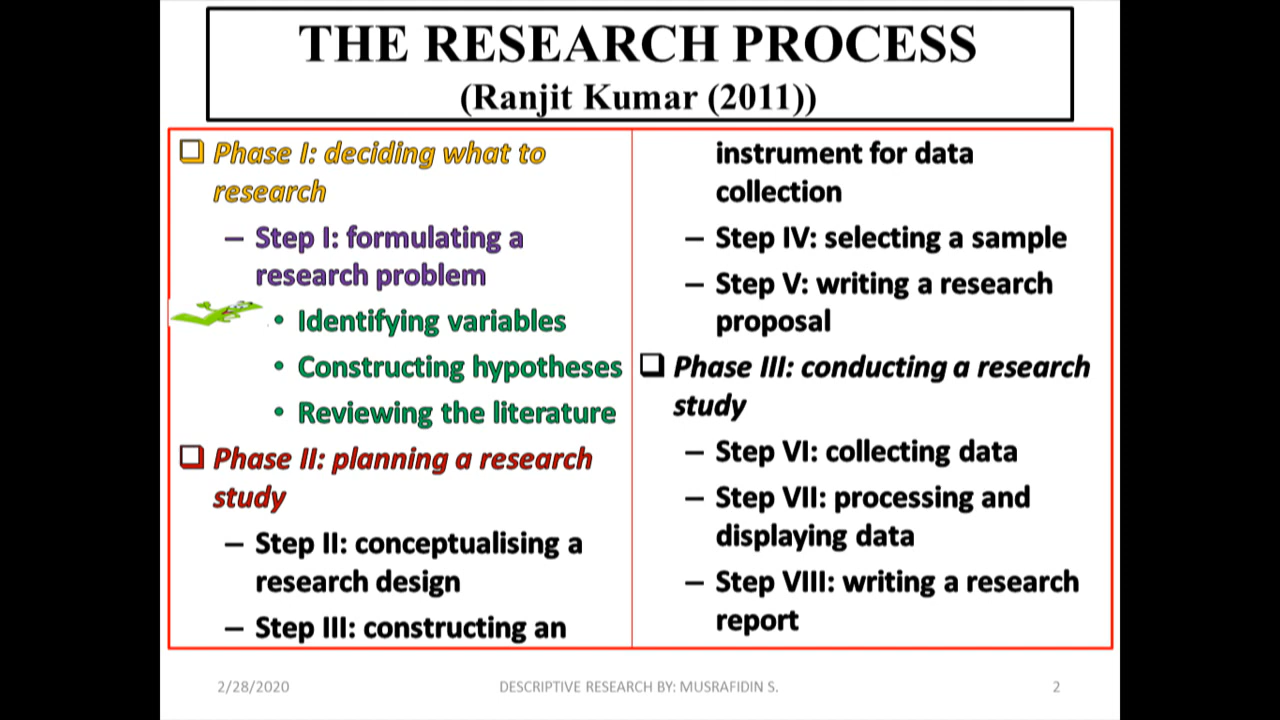 THE RESEARCH PROCESS
(Ranjit Kumar (2011))
Phase I: deciding what to
research
– Step I: formulating a
research problem
• Identifying variables
• Constructing hypotheses
• Reviewing the literature
Phase II: planning a research
study
– Step II: conceptualising a
research design
– Step III: constructing an
instrument for data
collection
– Step IV: selecting a sample
– Step V: writing a research
proposal
Phase III: conducting a research
study
– Step VI: collecting data
– Step VII: processing and
displaying data
– Step VIII: writing a research
report
2/28/2020
DESCRIPTIVE RESEARCH BY: MUSRAFIDIN S.
2